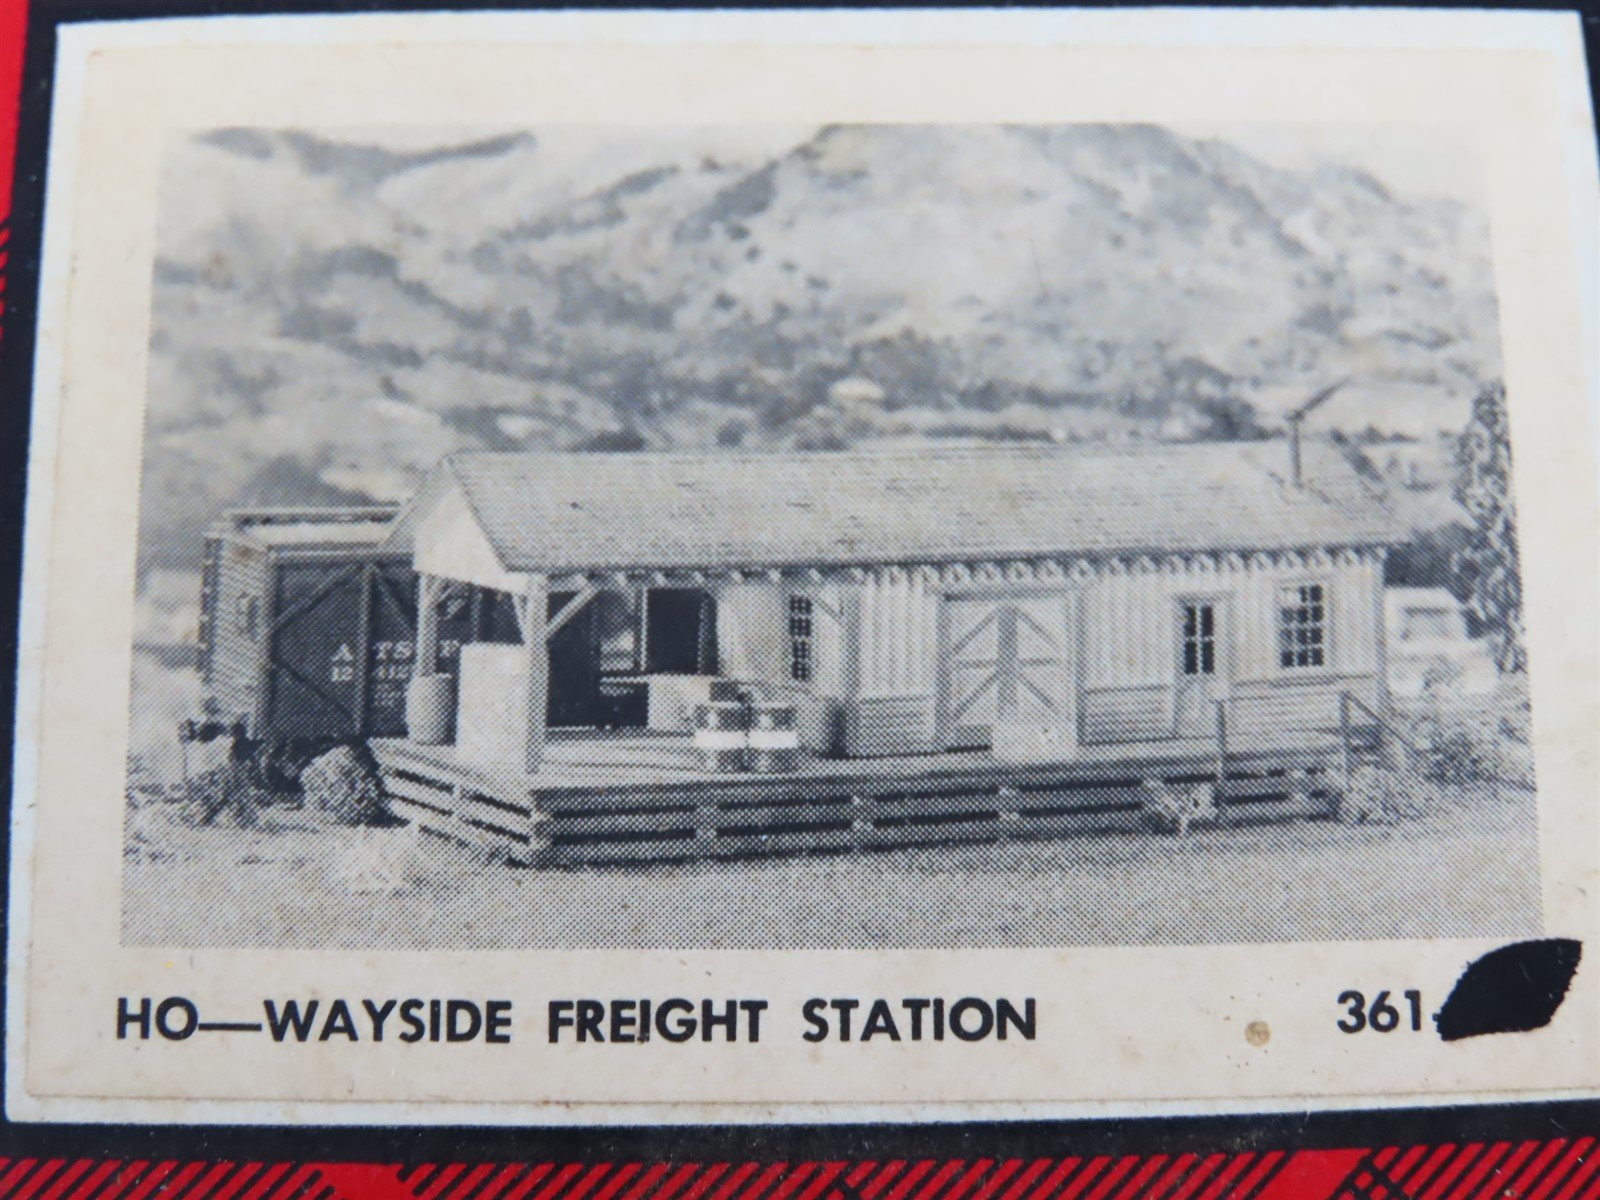 HO—WAYSIDE FREIGHT STATION 361-